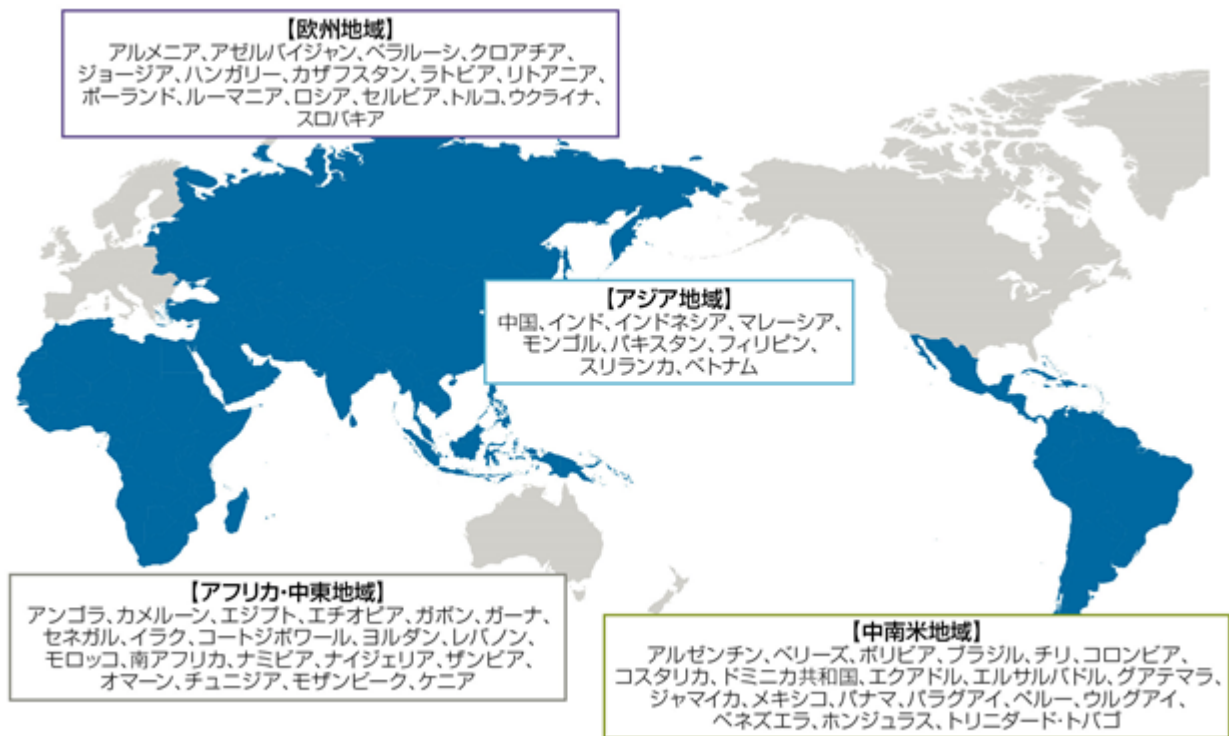 【欧州地域】
アルメニア、アゼルバイジャン、ベラルーシ、クロアチア、
ジョージア、ハンガリー、カザフスタン、ラトビア、リトアニア、
ポーランド、ルーマニア、ロシア、セルビア、トルコ、ウクライナ、
スロバキア
【アジア地域】
中国、インド、インドネシア、マレーシア、
モンゴル、パキスタン、フィリピン、
スリランカ、ベトナム
【アフリカ・中東地域】
アンゴラ、カメルーン、エジプト、エチオピア、ガボン、ガーナ、
セネガル、イラク、コートジボワール、ヨルダン、レバノン、
モロッコ、南アフリカ、ナミビア、ナイジェリア、ザンビア、
オマーン、チュニジア、モザンビーク、ケニア
【中南米地域】
アルゼンチン、ベリーズ、ボリビア、ブラジル、チリ、コロンビア、
コスタリカ、ドミニカ共和国、エクアドル、エルサルバドル、グアテマラ、
ジャマイカ、メキシコ、パナマ、パラグアイ、ペルー、ウルグアイ、
ベネズエラ、ホンジュラス、トリニダード・トバゴ